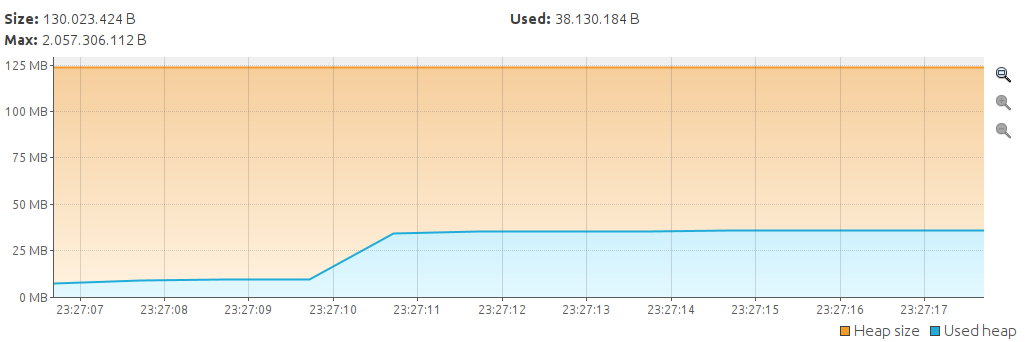 Size: 130.023.424 B Used: 38.130.184 B
Max: 2.057.306.112 B
125 MB
100 MB
75 MB
50 MB
25 MB
0 MB
23:27:07 23:27:08 23:27:09 23:27:10 23:27:11 23:27:12 23:27:13 23:27:14 23:27:15 23:27:16 23:27:17
Heap size Used heap